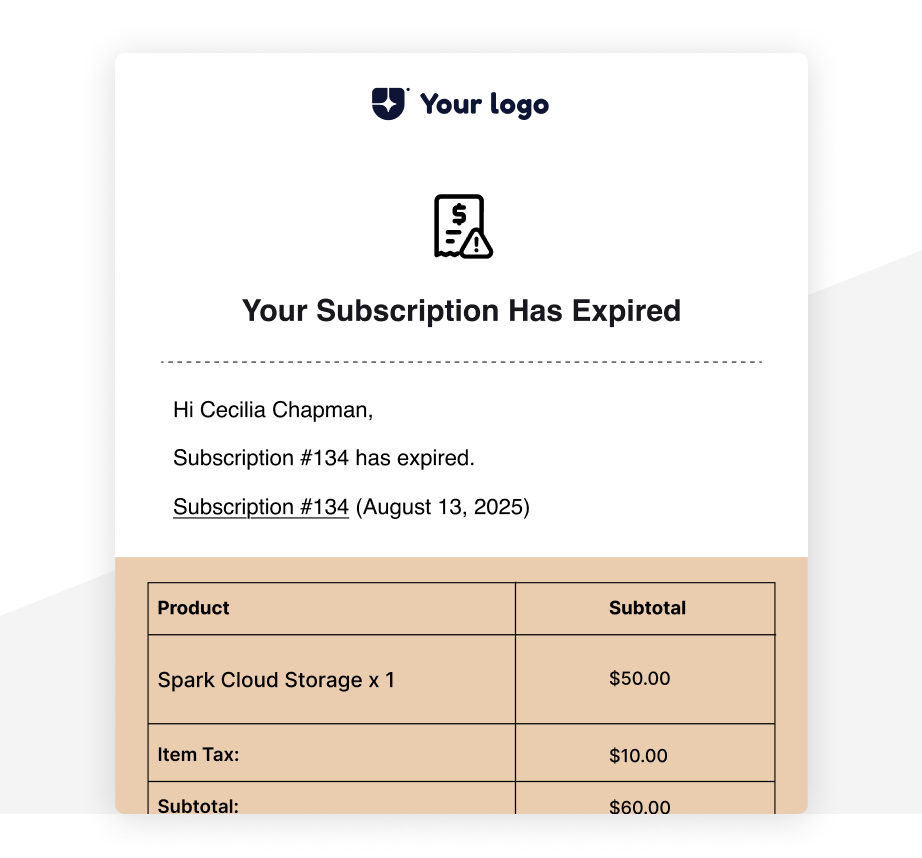 Your logo
$
!
Your Subscription Has Expired
Hi Cecilia Chapman,
Subscription #134 has expired.
Subscription #134 (August 13, 2025)
Product Subtotal
Spark Cloud Storage x 1 $50.00
Item Tax: $10.00
Subtotal: $60.00